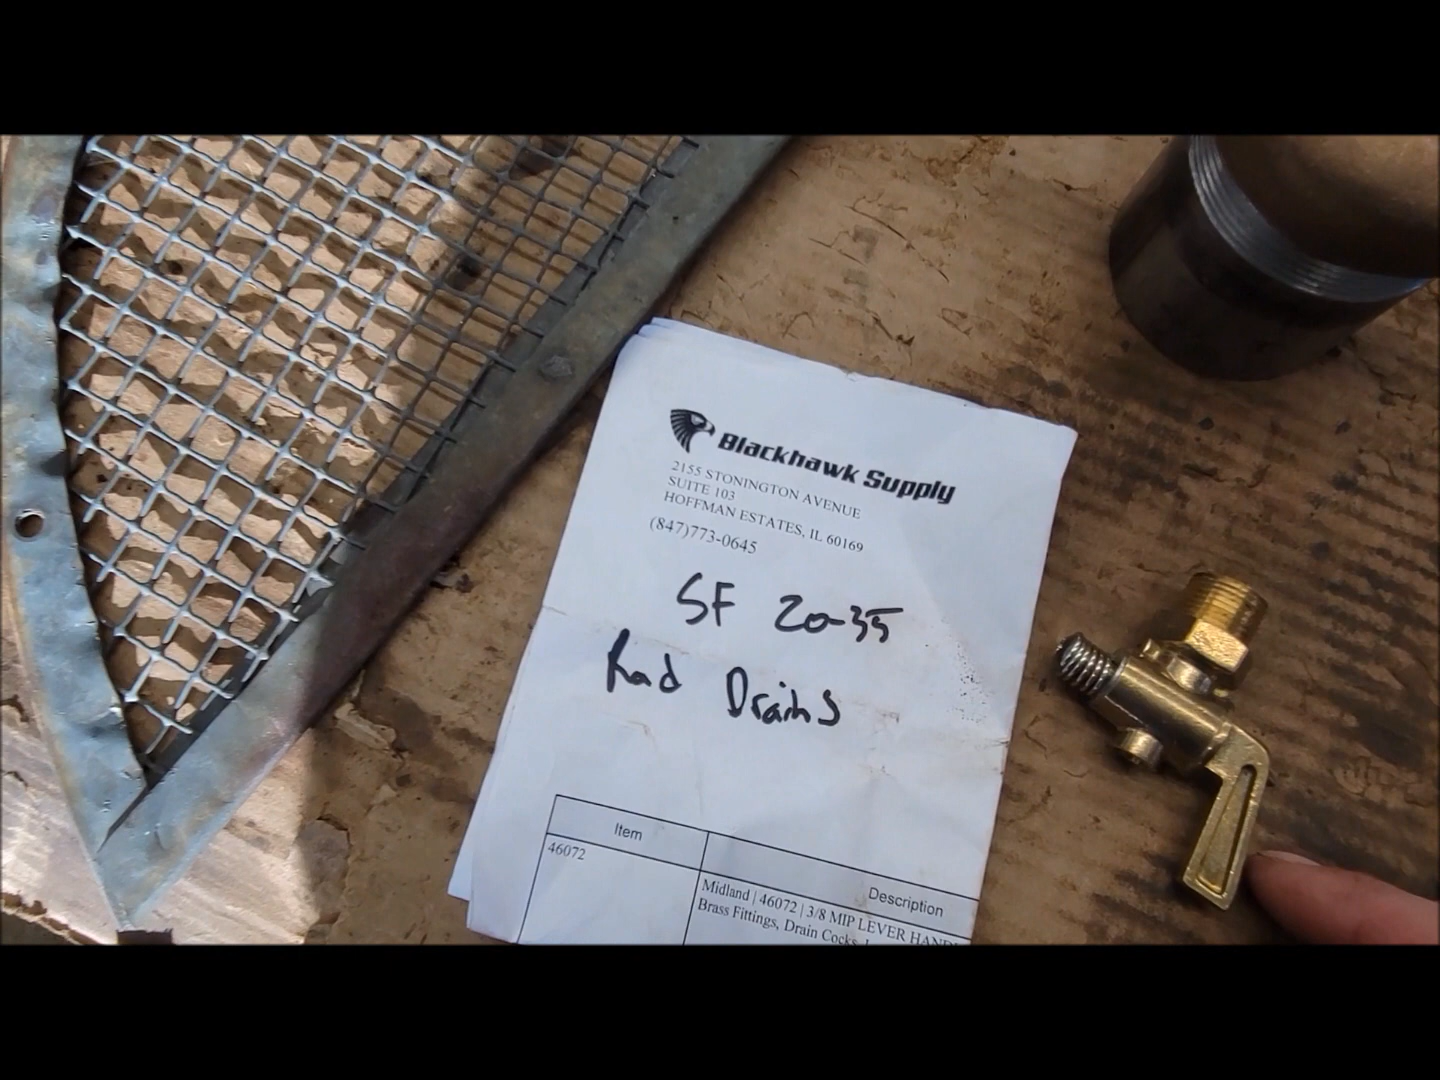 Blackhawk Supply
2155 STONINGTON AVENUE
SUITE 103
HOFFMAN ESTATES, IL 60169
(847)773-0645
SF 20-35
Rad Drains
Item
Description
46072
Midland | 46072 | 3/8 MIP LEVER
Brass Fittings, Drain Cocks,